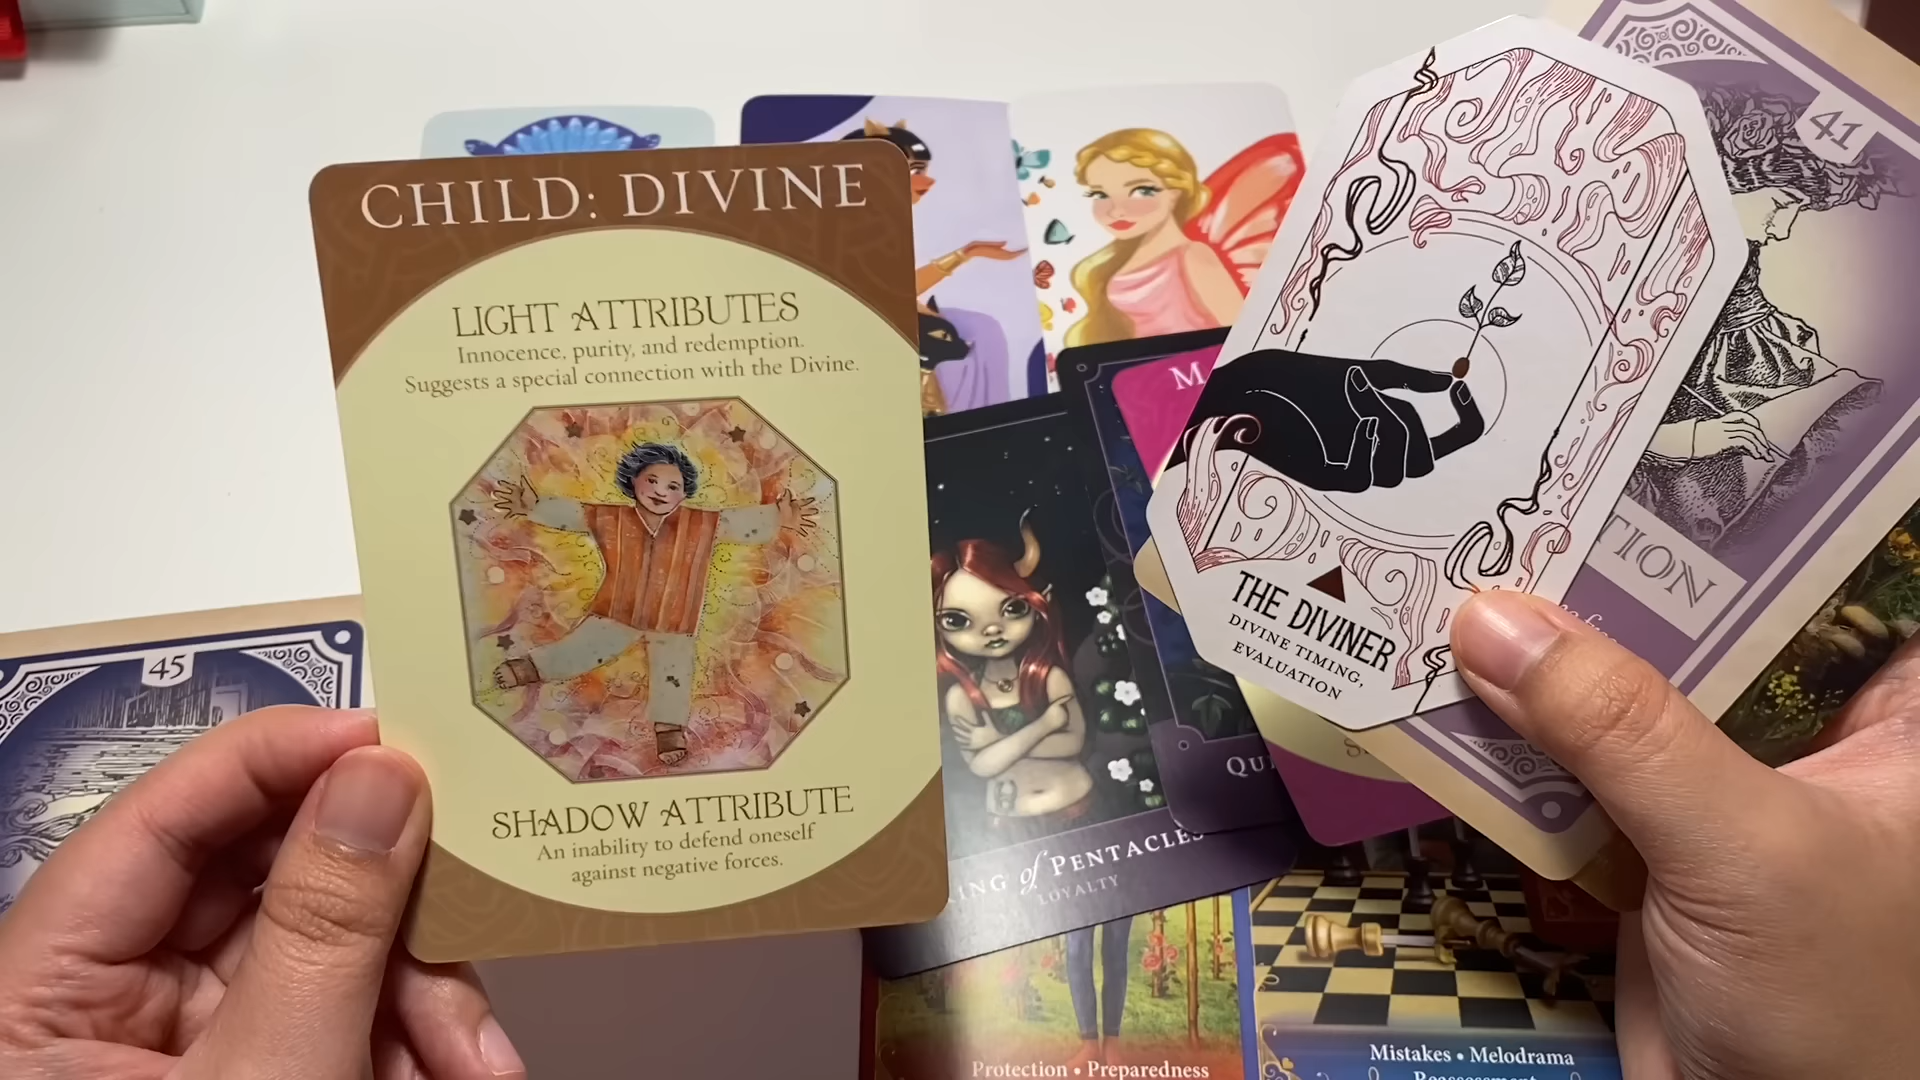 CHILD: DIVINE
LIGHT ATTRIBUTES
Innocence, purity, and redemption.
Suggests a special connection with the Divine.
SHADOW ATTRIBUTE
An inability to defend oneself
against negative forces.
THE DIVINER
DIVINE TIMING,
EVALUATION
41
45
of PENTACLES
LOYALTY
Protection • Preparedness
Mistakes • Melodrama